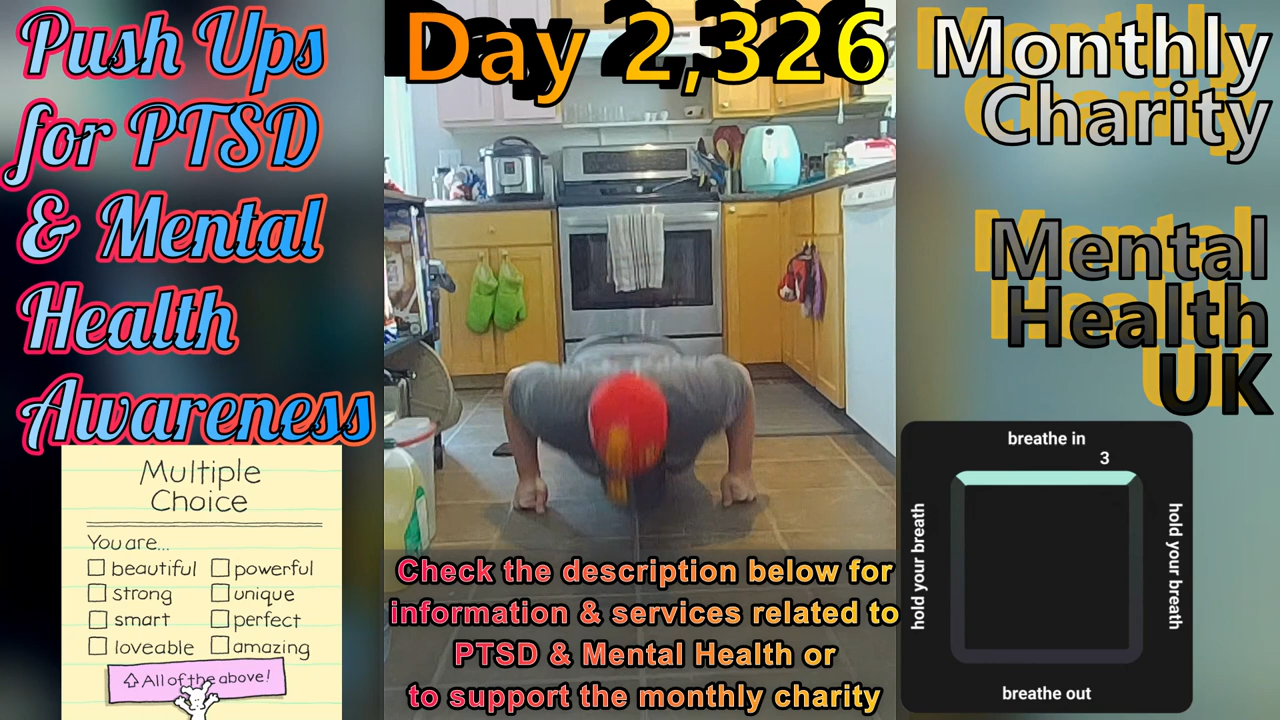 Push Ups
for PTSD
& Mental
Health
Awareness
Multiple
Choice
You are...
beautiful powerful
strong unique
smart perfect
loveable amazing
⇧ All of the above!
Day 2,326
Check the description below for
information & services related to
PTSD & Mental Health or
to support the monthly charity
Monthly
Charity
Mental
Health
UK
breathe in
3
hold your breath
hold your breath
breathe out